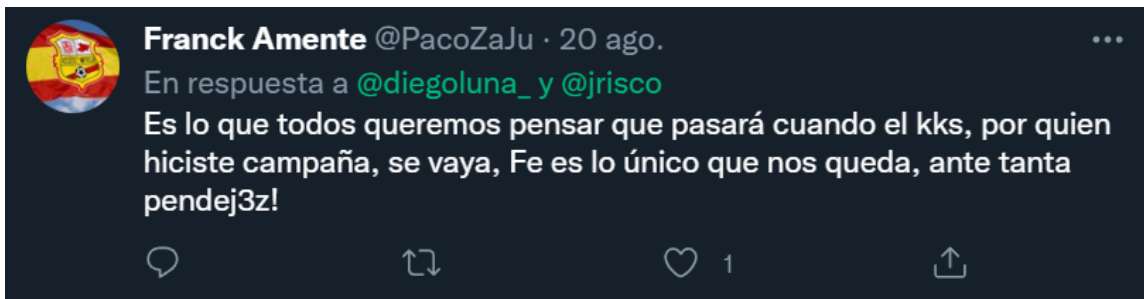 Franck Amente @PacoZaJu · 20 ago.
En respuesta a @diegoluna_ y @jrisco
Es lo que todos queremos pensar que pasará cuando el kks, por quien
hiciste campaña, se vaya, Fe es lo único que nos queda, ante tanta
pendej3z!
1